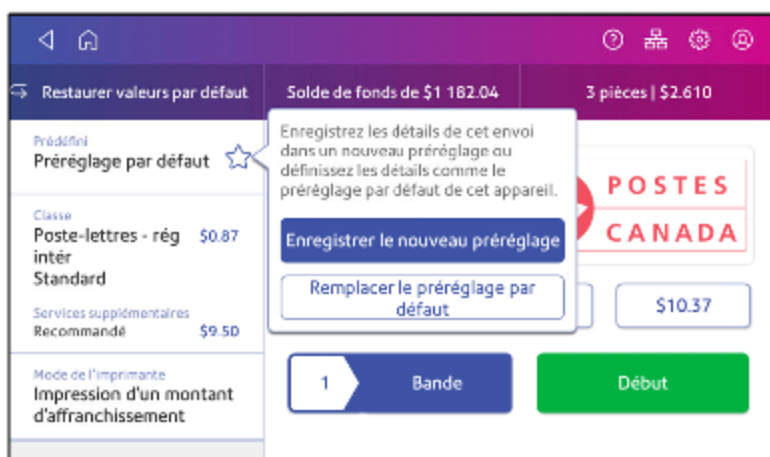 Restaurer valeurs par défaut
Solde de fonds de $1 182.04
3 pièces | $2.610
Prédéfini
Préréglage par défaut
Enregistrez les détails de cet envoi
dans un nouveau préréglage ou
définissez les détails comme le
préréglage par défaut de cet appareil.
Enregistrer le nouveau préréglage
Remplacer le préréglage par
défaut
POSTES
CANADA
Classe
Poste-lettres - rég $0.87
intér
Standard
Services supplémentaires
Recommandé $9.50
$10.37
Mode de l'imprimante
Impression d'un montant
d'affranchissement
1 Bande
Début